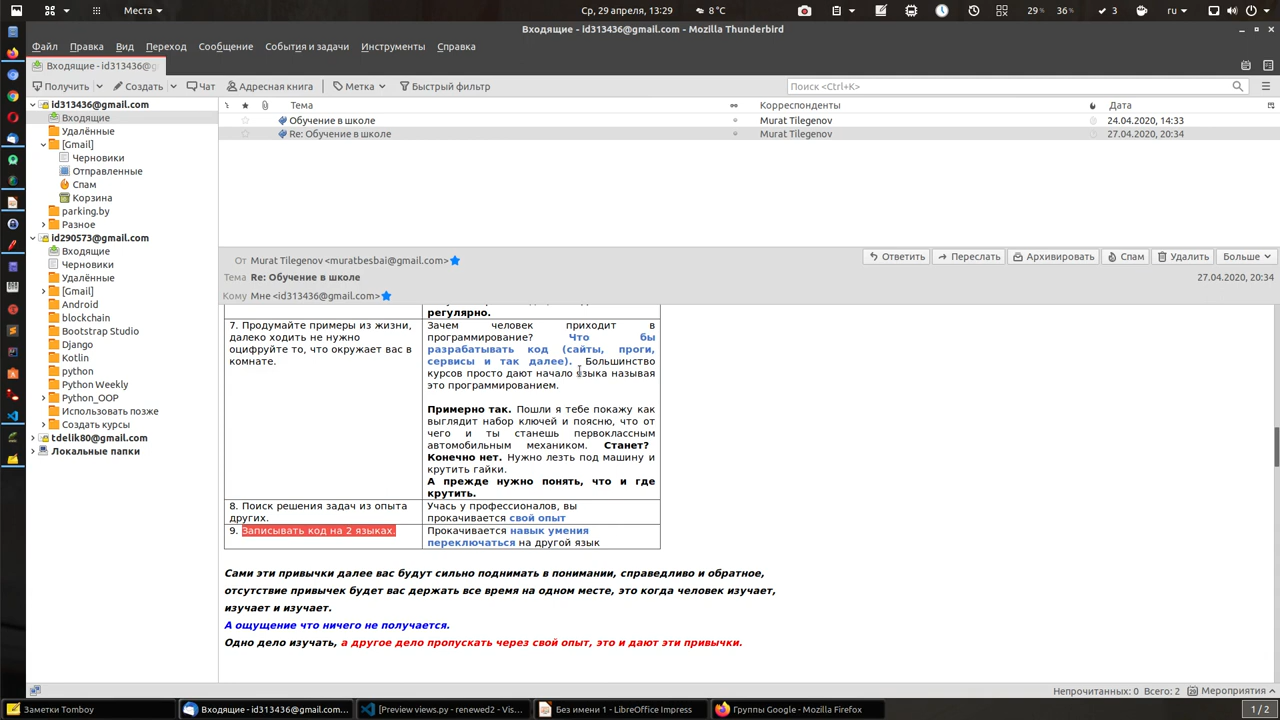 Места
Ср, 29 апреля, 13:29
8°C
29%
36%
3
ru
Входящие - id313436@gmail.com - Mozilla Thunderbird
Файл Правка Вид Переход Сообщение События и задачи Инструменты Справка
Входящие - id313436@g
Получить Создать Чат Адресная книга Метка Быстрый фильтр Поиск <Ctrl+K>
id313436@gmail.com
Входящие
Удалённые
[Gmail]
Черновики
Отправленные
Спам
Корзина
parking.by
Разное
id290573@gmail.com
Входящие
Черновики
Удалённые
[Gmail]
Android
blockchain
Bootstrap Studio
Django
Kotlin
python
Python Weekly
Python_OOP
Использовать позже
Создать курсы
tdelik80@gmail.com
Локальные папки
Тема Корреспонденты Дата
Обучение в школе Murat Tilegenov 24.04.2020, 14:33
Re: Обучение в школе Murat Tilegenov 27.04.2020, 20:34
От Murat Tilegenov <muratbesbai@gmail.com>
Ответить Переслать Архивировать Спам Удалить Больше
Тема Re: Обучение в школе 27.04.2020, 20:34
Кому Мне <id313436@gmail.com>
регулярно.
7. Продумайте примеры из жизни,
далеко ходить не нужно
оцифруйте то, что окружает вас в
комнате.
Зачем человек приходит в
программирование? Что бы
разрабатывать код (сайты, проги,
сервисы и так далее). Большинство
курсов просто дают начало языка называя
это программированием.
Примерно так. Пошли я тебе покажу как
выглядит набор ключей и поясню, что от
чего и ты станешь первоклассным
автомобильным механиком. Станет?
Конечно нет. Нужно лезть под машину и
крутить гайки.
А прежде нужно понять, что и где
крутить.
8. Поиск решения задач из опыта
других.
Учась у профессионалов, вы
прокачивается свой опыт
9. Записывать код на 2 языках.
Прокачивается навык умения
переключаться на другой язык
Сами эти привычки далее вас будут сильно поднимать в понимании, справедливо и обратное,
отсутствие привычек будет вас держать все время на одном месте, это когда человек изучает,
изучает и изучает.
А ощущение что ничего не получается.
Одно дело изучать, а другое дело пропускать через свой опыт, это и дают эти привычки.
Непрочитанных: 0 Всего: 2 Мероприятия
Заметки Tomboy
Входящие - id313436@gmail.com...
[Preview views.py - renewed2 - Vis...
Без имени 1 - LibreOffice Impress
Группы Google - Mozilla Firefox
1/2